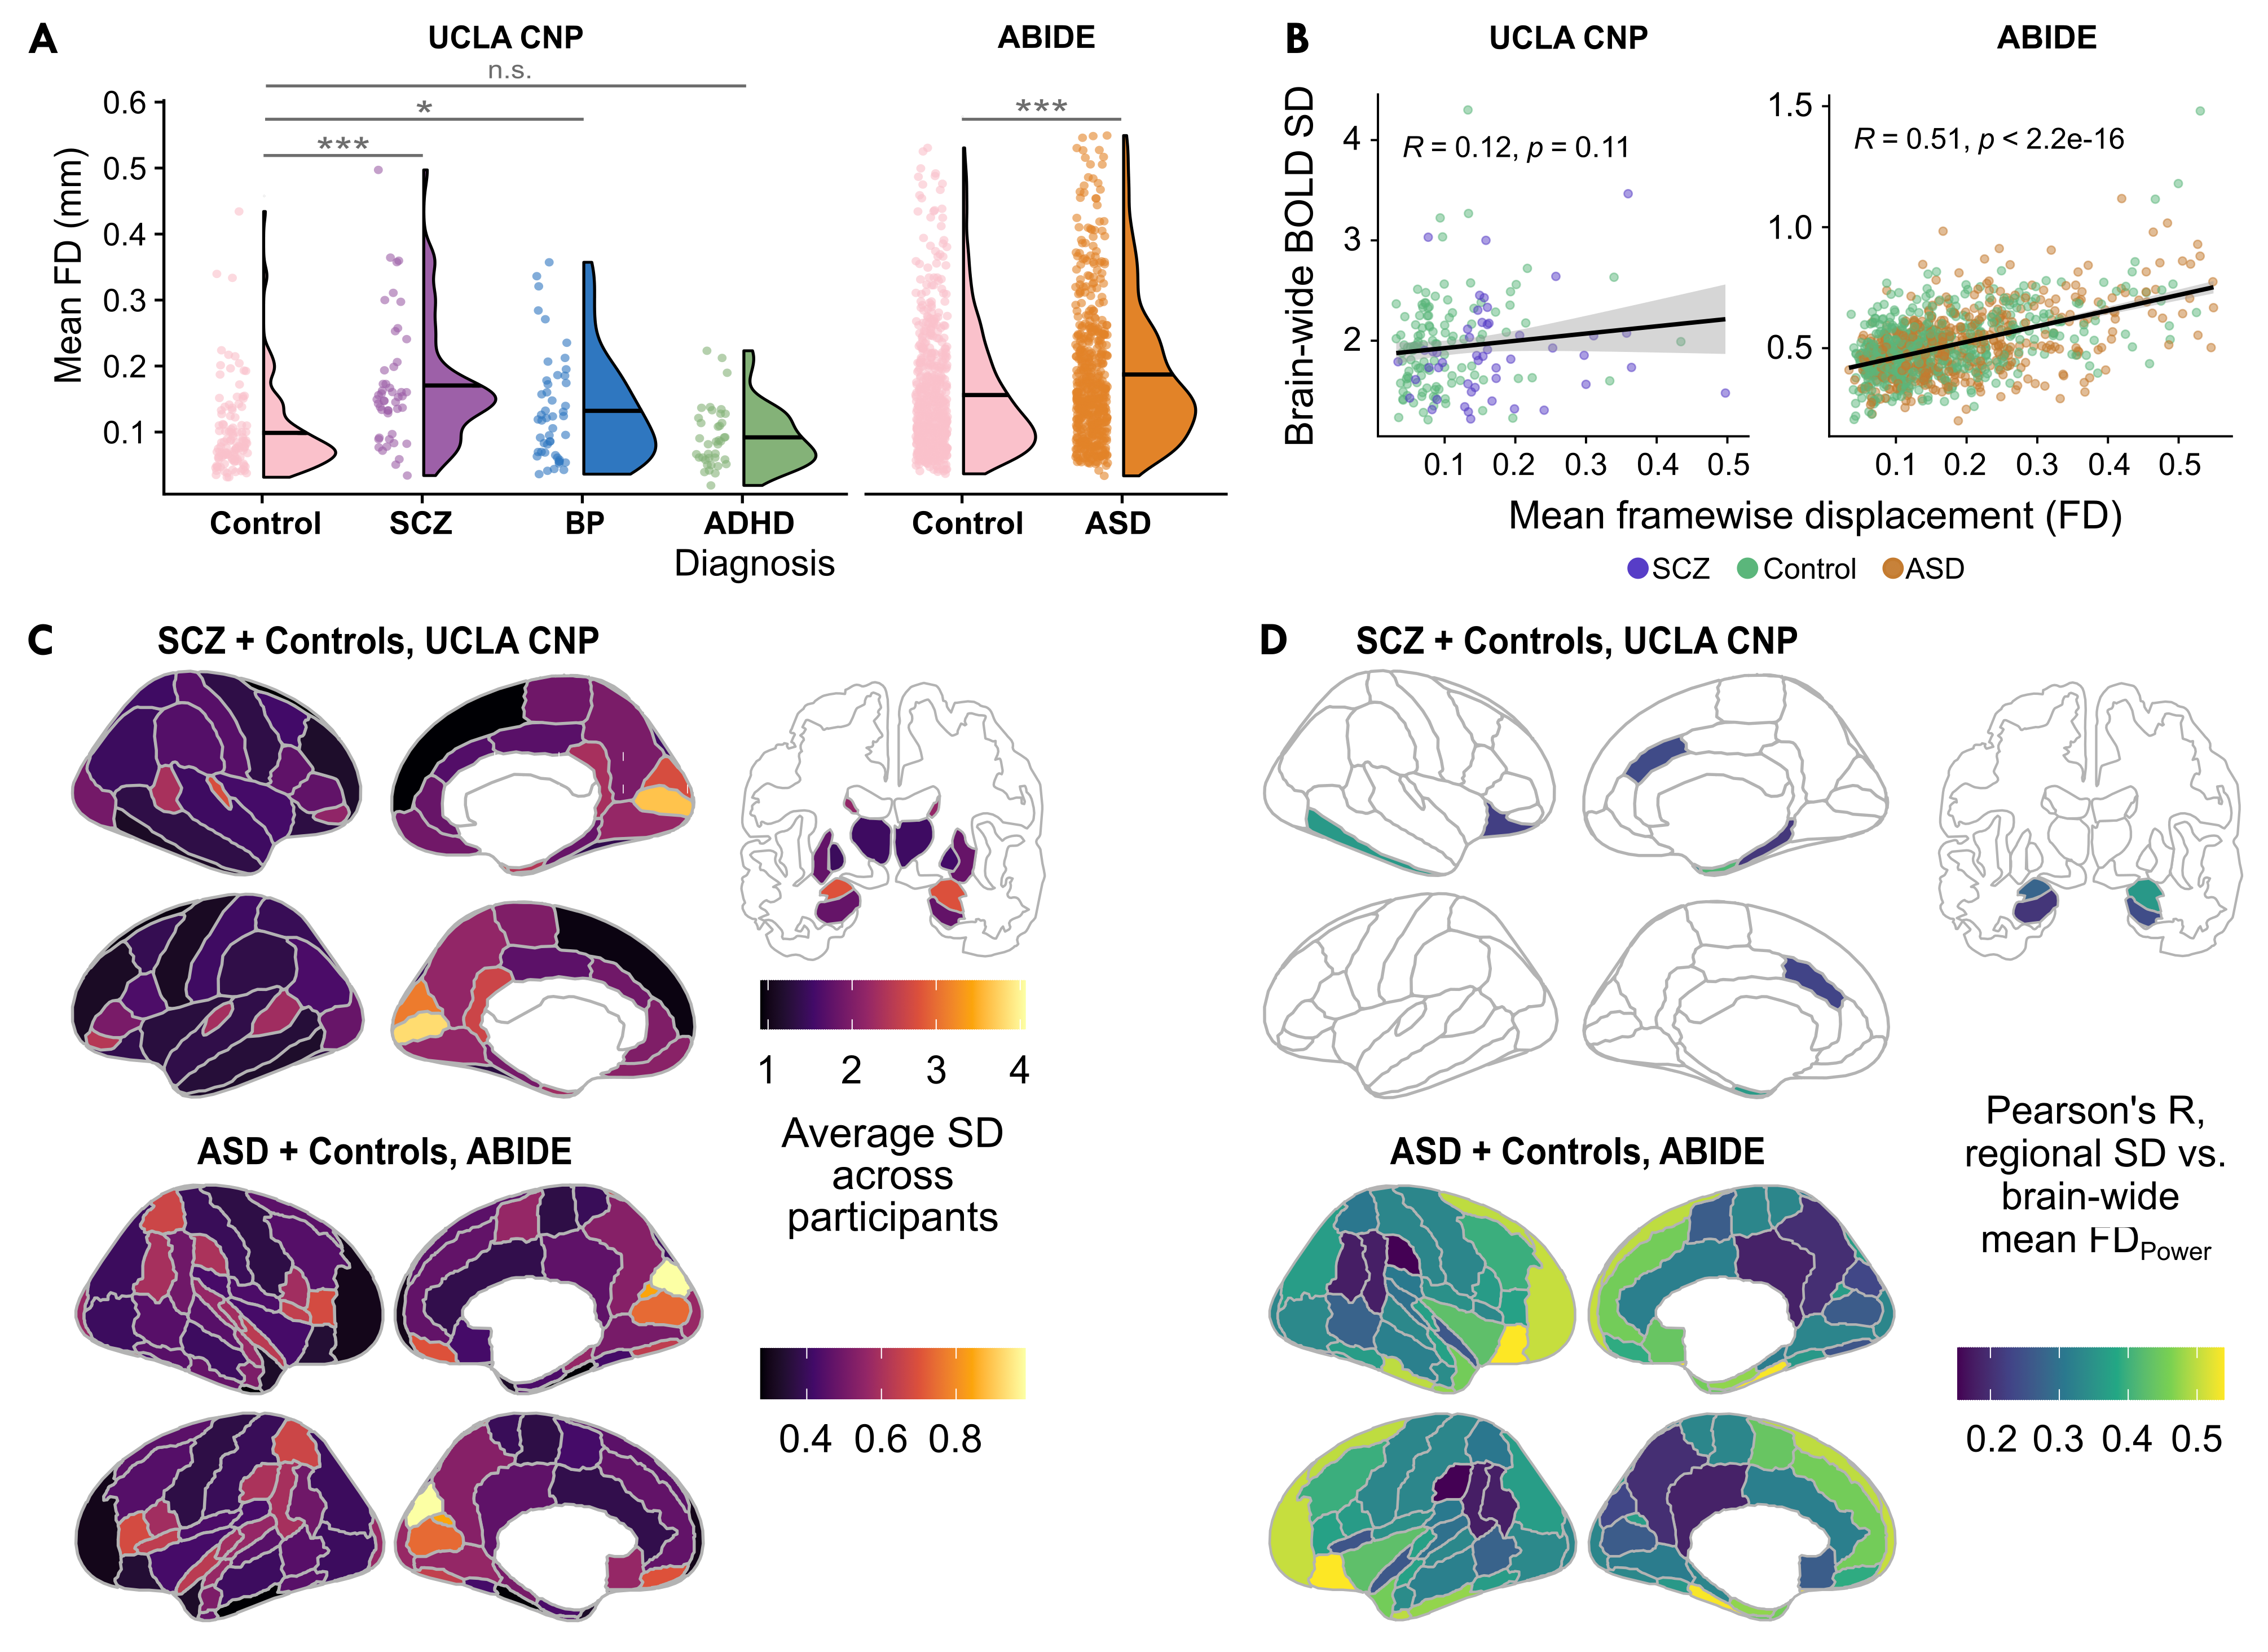 A
UCLA CNP
ABIDE
n.s.
*
***
***
Mean FD (mm)
0.6
0.5
0.4
0.3
0.2
0.1
Control
SCZ
BP
ADHD
Control
ASD
Diagnosis
B
UCLA CNP
ABIDE
Brain-wide BOLD SD
R = 0.12, p = 0.11
R = 0.51, p < 2.2e-16
4
3
2
1.5
1.0
0.5
0.1 0.2 0.3 0.4 0.5
0.1 0.2 0.3 0.4 0.5
Mean framewise displacement (FD)
SCZ Control ASD
C
SCZ + Controls, UCLA CNP
1 2 3 4
Average SD
across
participants
ASD + Controls, ABIDE
0.4 0.6 0.8
D
SCZ + Controls, UCLA CNP
Pearson's R,
regional SD vs.
brain-wide
mean FDPower
ASD + Controls, ABIDE
0.2 0.3 0.4 0.5